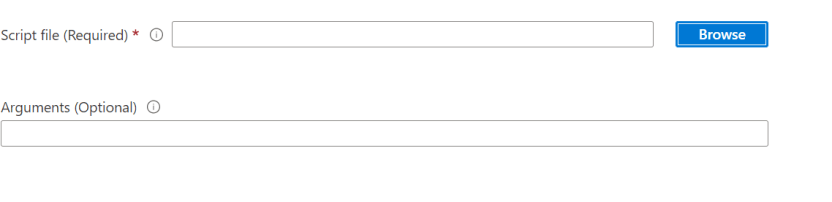 Script file (Required) * Browse
Arguments (Optional)